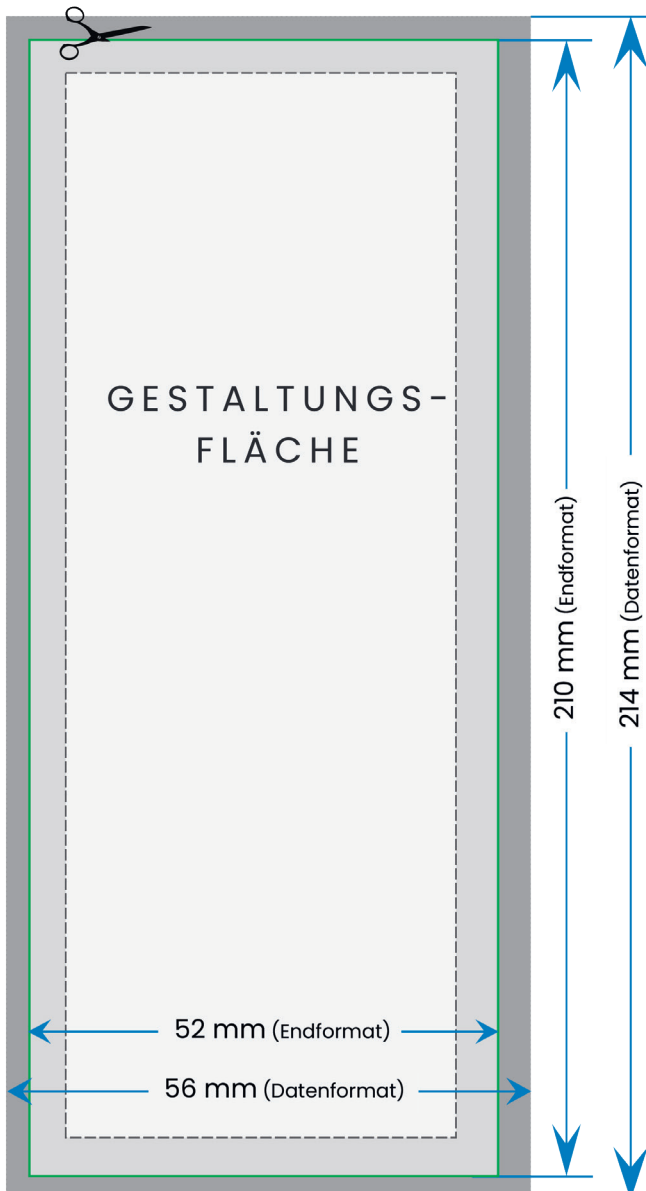 GESTALTUNGS-
FLÄCHE
52 mm (Endformat)
56 mm (Datenformat)
210 mm (Endformat)
214 mm (Datenformat)